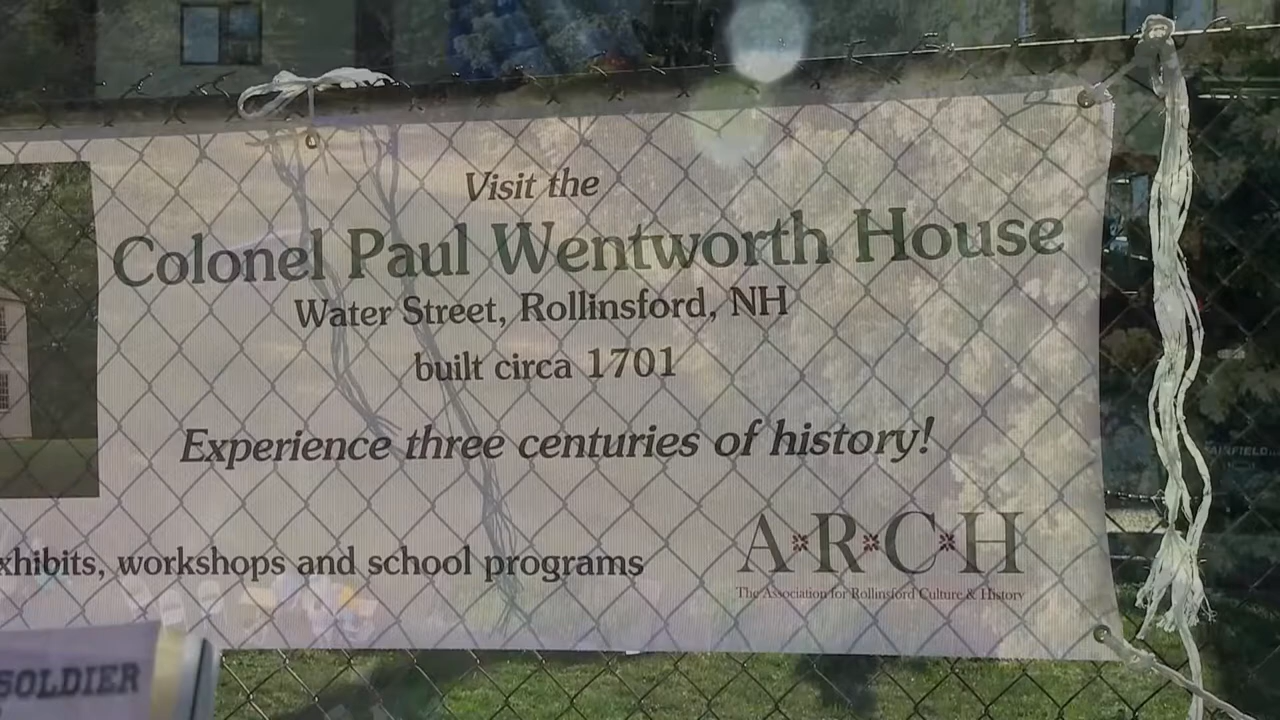 Visit the
Colonel Paul Wentworth House
Water Street, Rollinsford, NH
built circa 1701
Experience three centuries of history!
xhibits, workshops and school programs
A*R*C*H
The Association for Rollinsford Culture & History
SOLDIER